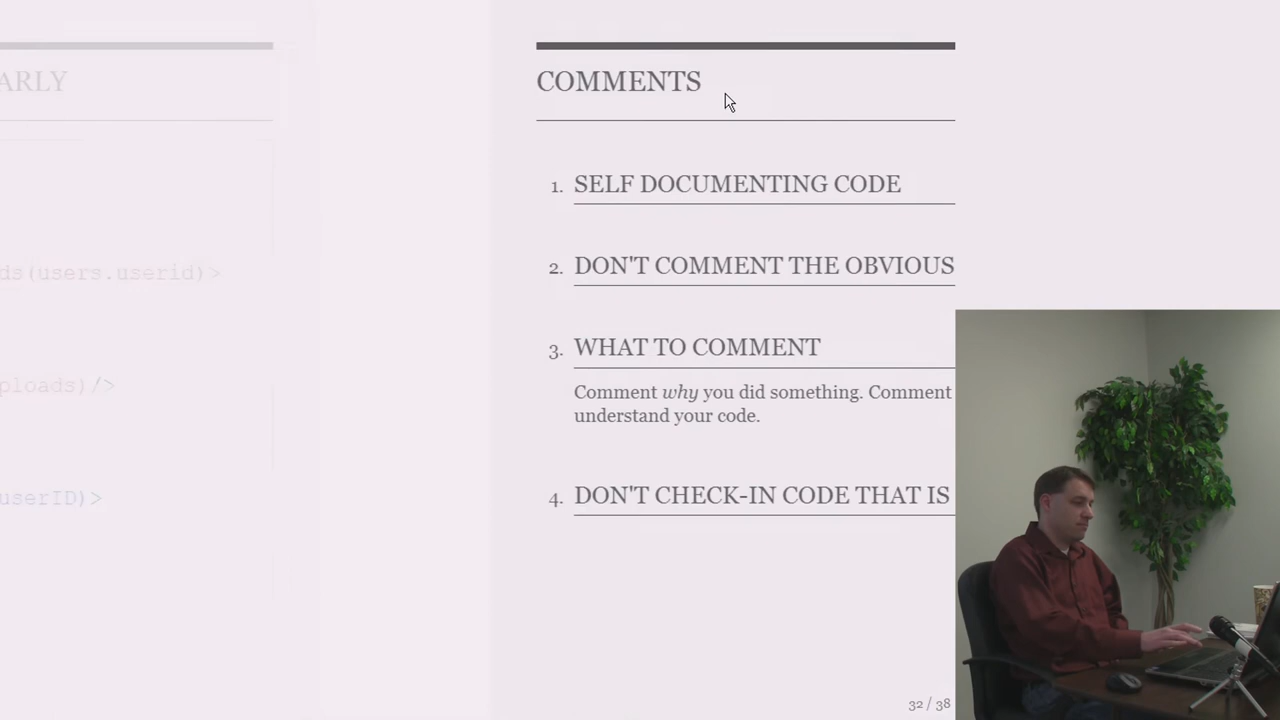 ARLY
ds(users.userid)>
ploads)/>
userID)>
COMMENTS
1. SELF DOCUMENTING CODE
2. DON'T COMMENT THE OBVIOUS
3. WHAT TO COMMENT
Comment why you did something. Comment
understand your code.
4. DON'T CHECK-IN CODE THAT IS
32 / 38